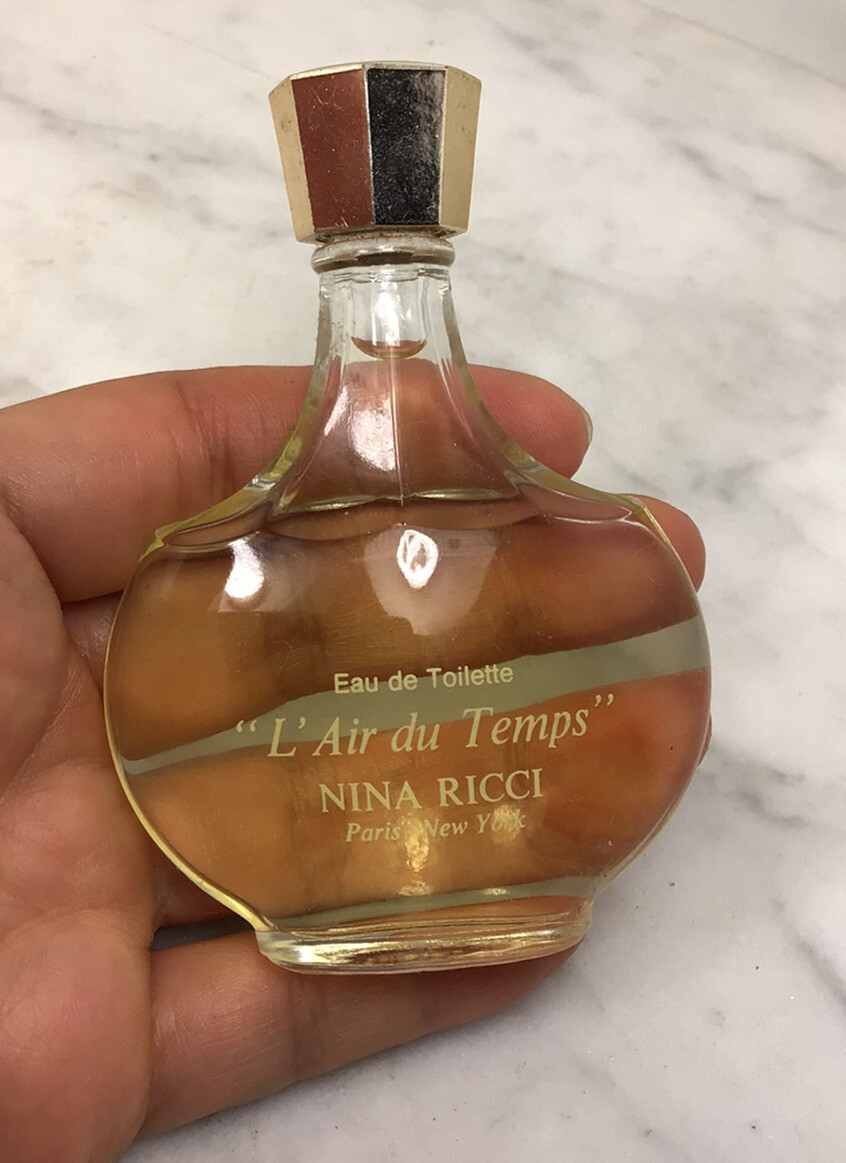 Eau de Toilette
“L’Air du Temps”
NINA RICCI
Paris New York